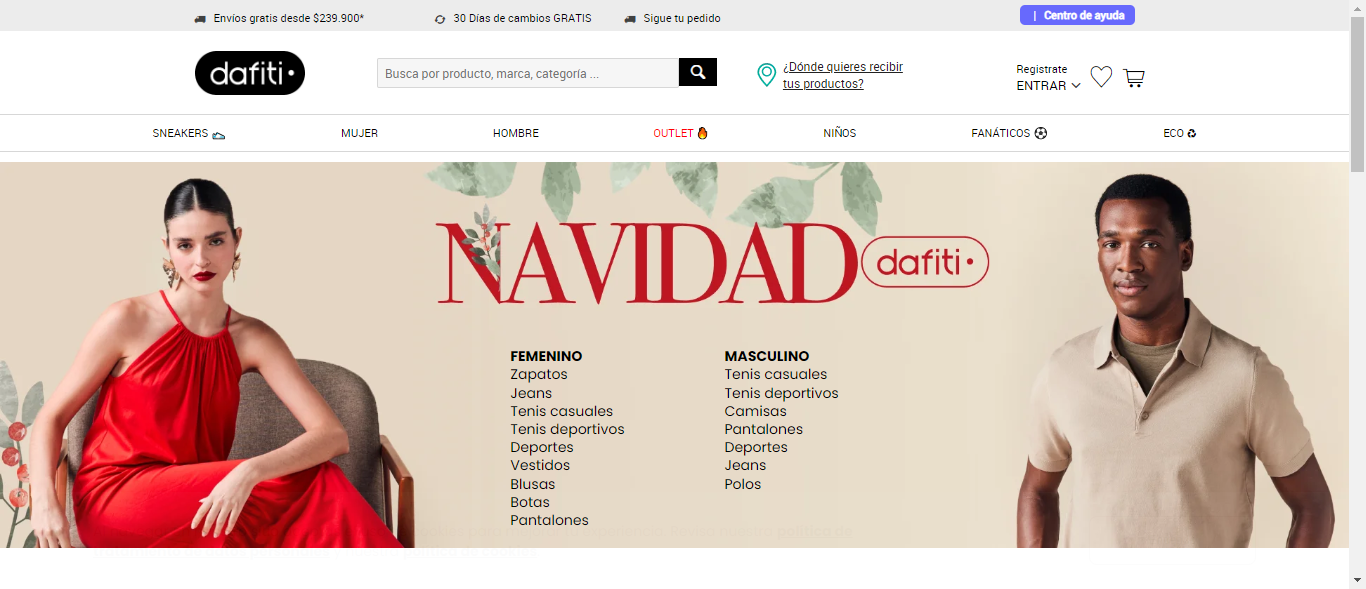 Envíos gratis desde $239.900*
30 Días de cambios GRATIS
Sigue tu pedido
| Centro de ayuda
dafiti
Busca por producto, marca, categoría ...
¿Dónde quieres recibir
tus productos?
Registrate
ENTRAR
SNEAKERS
MUJER
HOMBRE
OUTLET
NIÑOS
FANÁTICOS
ECO
NAVIDAD
dafiti
FEMENINO
Zapatos
Jeans
Tenis casuales
Tenis deportivos
Deportes
Vestidos
Blusas
Botas
Pantalones
MASCULINO
Tenis casuales
Tenis deportivos
Camisas
Pantalones
Deportes
Jeans
Polos